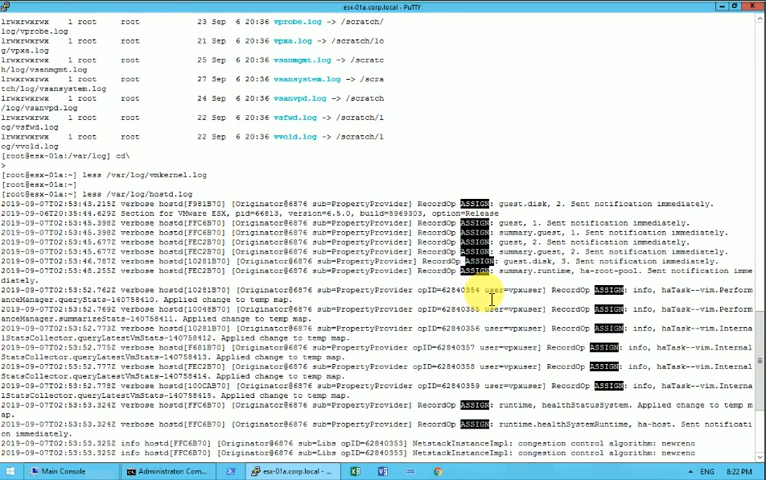 esx-01a.corp.local - PuTTY
lrwxrwxrwx 1 root root 23 Sep 6 20:36 vprobe.log -> /scratch/
log/vprobe.log
lrwxrwxrwx 1 root root 21 Sep 6 20:36 vpxa.log -> /scratch/lo
g/vpxa.log
lrwxrwxrwx 1 root root 25 Sep 6 20:36 vsanmgmt.log -> /scratc
h/log/vsanmgmt.log
lrwxrwxrwx 1 root root 27 Sep 6 20:36 vsansystem.log -> /scra
tch/log/vsansystem.log
lrwxrwxrwx 1 root root 24 Sep 6 20:36 vsanvpd.log -> /scratch
/log/vsanvpd.log
lrwxrwxrwx 1 root root 22 Sep 6 20:36 vsfwd.log -> /scratch/l
og/vsfwd.log
lrwxrwxrwx 1 root root 22 Sep 6 20:36 vvold.log -> /scratch/l
og/vvold.log
[root@esx-01a:/var/log] cd\
>
[root@esx-01a:~] less /var/log/vmkernel.log
[root@esx-01a:~]
[root@esx-01a:~] less /var/log/hostd.log
2019-09-07T02:53:43.215Z verbose hostd[F981B70] [Originator@6876 sub=PropertyProvider] RecordOp ASSIGN: guest.disk, 2. Sent notification immediately.
2019-09-06T20:35:44.629Z Section for VMware ESX, pid=66813, version=6.5.0, build=5969303, option=Release
2019-09-07T02:53:45.398Z verbose hostd[FFC6B70] [Originator@6876 sub=PropertyProvider] RecordOp ASSIGN: guest, 1. Sent notification immediately.
2019-09-07T02:53:45.398Z verbose hostd[FFC6B70] [Originator@6876 sub=PropertyProvider] RecordOp ASSIGN: summary.guest, 1. Sent notification immediately.
2019-09-07T02:53:45.677Z verbose hostd[FEC2B70] [Originator@6876 sub=PropertyProvider] RecordOp ASSIGN: guest, 2. Sent notification immediately.
2019-09-07T02:53:45.677Z verbose hostd[FEC2B70] [Originator@6876 sub=PropertyProvider] RecordOp ASSIGN: summary.guest, 2. Sent notification immediately.
2019-09-07T02:53:46.787Z verbose hostd[10281B70] [Originator@6876 sub=PropertyProvider] RecordOp ASSIGN: guest.disk, 3. Sent notification immediately.
2019-09-07T02:53:48.255Z verbose hostd[FEC2B70] [Originator@6876 sub=PropertyProvider] RecordOp ASSIGN: summary.runtime, ha-root-pool. Sent notification imme
diately.
2019-09-07T02:53:52.762Z verbose hostd[10281B70] [Originator@6876 sub=PropertyProvider opID=62840354 user=vpxuser] RecordOp ASSIGN: info, haTask--vim.Perform
anceManager.queryStats-140758410. Applied change to temp map.
2019-09-07T02:53:52.767Z verbose hostd[10044B70] [Originator@6876 sub=PropertyProvider opID=62840355 user=vpxuser] RecordOp ASSIGN: info, haTask--vim.Perform
anceManager.summarizeStats-140758411. Applied change to temp map.
2019-09-07T02:53:52.773Z verbose hostd[10281B70] [Originator@6876 sub=PropertyProvider opID=62840356 user=vpxuser] RecordOp ASSIGN: info, haTask--vim.Interna
lStatsCollector.queryLatestVmStats-140758412. Applied change to temp map.
2019-09-07T02:53:52.775Z verbose hostd[F681B70] [Originator@6876 sub=PropertyProvider opID=62840357 user=vpxuser] RecordOp ASSIGN: info, haTask--vim.Internal
StatsCollector.queryLatestVmStats-140758413. Applied change to temp map.
2019-09-07T02:53:52.777Z verbose hostd[FEC2B70] [Originator@6876 sub=PropertyProvider opID=62840358 user=vpxuser] RecordOp ASSIGN: info, haTask--vim.Internal
StatsCollector.queryLatestVmStats-140758414. Applied change to temp map.
2019-09-07T02:53:52.778Z verbose hostd[100CAB70] [Originator@6876 sub=PropertyProvider opID=62840359 user=vpxuser] RecordOp ASSIGN: info, haTask--vim.Interna
lStatsCollector.queryLatestVmStats-140758415. Applied change to temp map.
2019-09-07T02:53:53.324Z verbose hostd[FFC6B70] [Originator@6876 sub=PropertyProvider] RecordOp ASSIGN: runtime, healthStatusSystem. Applied change to temp m
ap.
2019-09-07T02:53:53.324Z verbose hostd[FFC6B70] [Originator@6876 sub=PropertyProvider] RecordOp ASSIGN: runtime.healthSystemRuntime, ha-host. Sent notificati
on immediately.
2019-09-07T02:53:53.325Z info hostd[FFC6B70] [Originator@6876 sub=Libs opID=62840353] NetstackInstanceImpl: congestion control algorithm: newreno
2019-09-07T02:53:53.325Z info hostd[FFC6B70] [Originator@6876 sub=Libs opID=62840353] NetstackInstanceImpl: congestion control algorithm: newreno
Main Console Administrator: Com... esx-01a.corp.local - ... ENG 8:22 PM